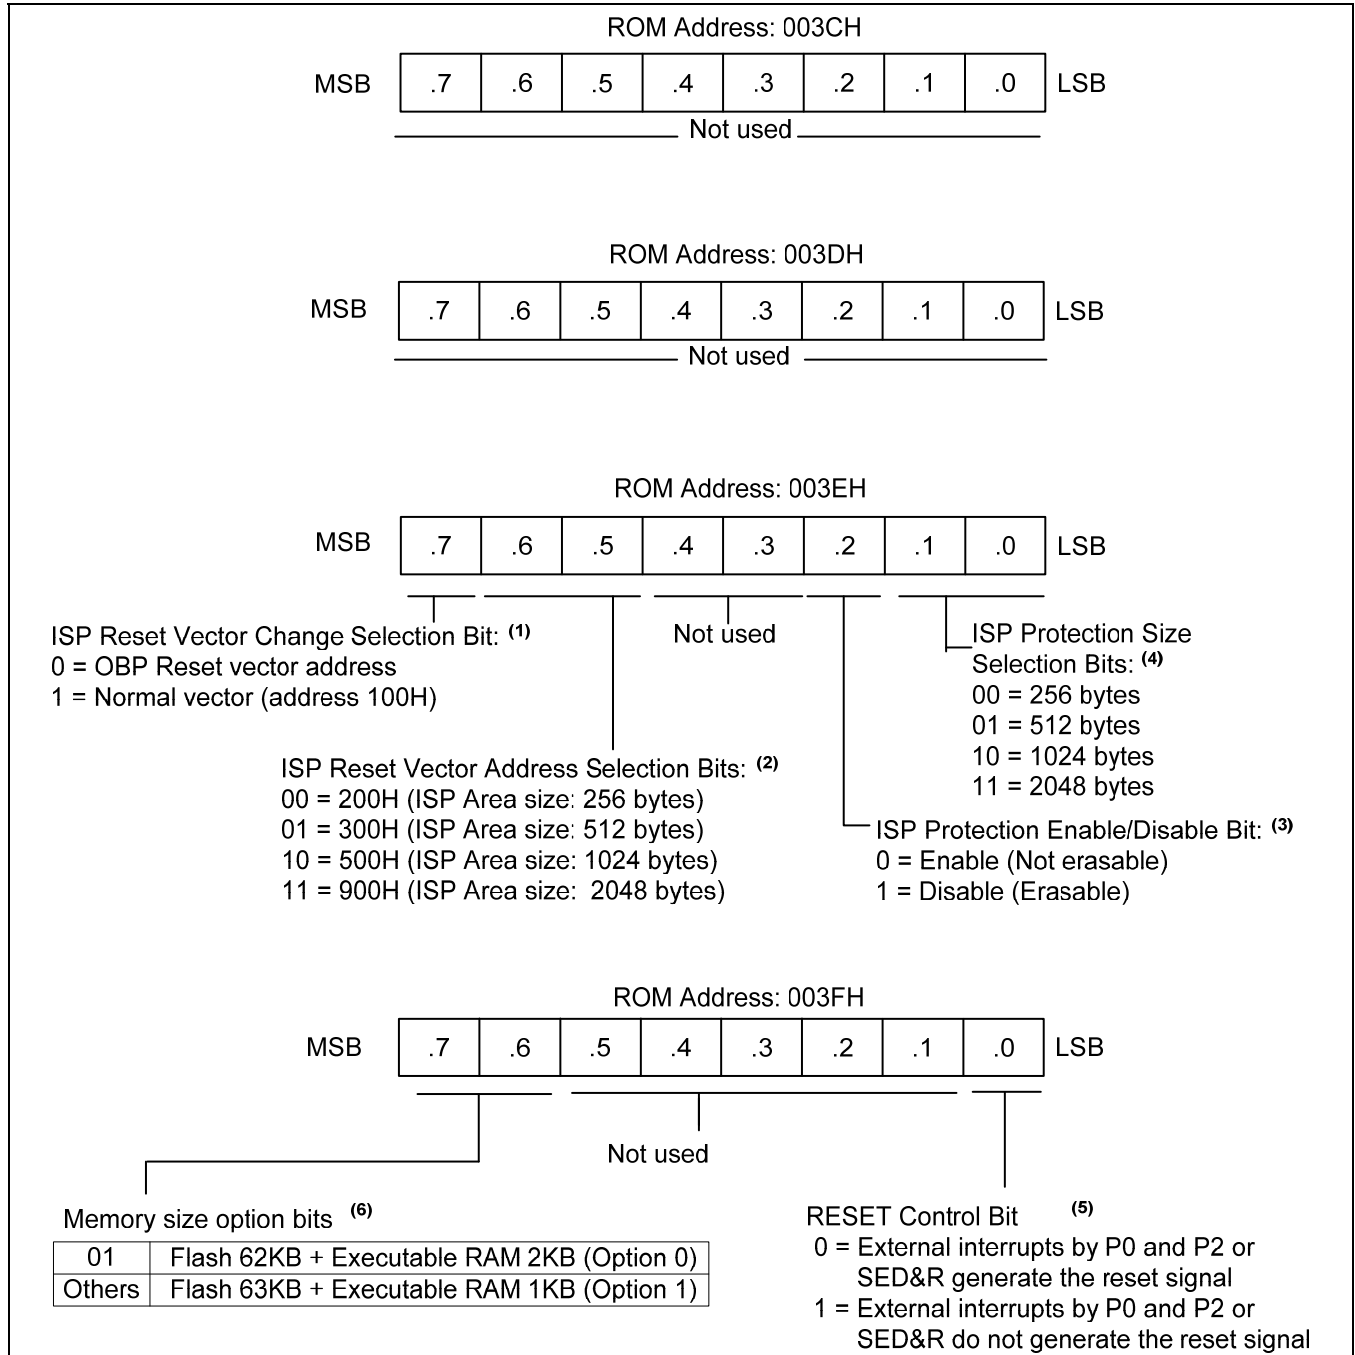 ROM Address: 003CH
MSB .7 .6 .5 .4 .3 .2 .1 .0 LSB
Not used
ROM Address: 003DH
MSB .7 .6 .5 .4 .3 .2 .1 .0 LSB
Not used
ROM Address: 003EH
MSB .7 .6 .5 .4 .3 .2 .1 .0 LSB
ISP Reset Vector Change Selection Bit: (1)
0 = OBP Reset vector address
1 = Normal vector (address 100H)
ISP Reset Vector Address Selection Bits: (2)
00 = 200H (ISP Area size: 256 bytes)
01 = 300H (ISP Area size: 512 bytes)
10 = 500H (ISP Area size: 1024 bytes)
11 = 900H (ISP Area size: 2048 bytes)
Not used
ISP Protection Size
Selection Bits: (4)
00 = 256 bytes
01 = 512 bytes
10 = 1024 bytes
11 = 2048 bytes
ISP Protection Enable/Disable Bit: (3)
0 = Enable (Not erasable)
1 = Disable (Erasable)
ROM Address: 003FH
MSB .7 .6 .5 .4 .3 .2 .1 .0 LSB
Not used
Memory size option bits (6)
01 Flash 62KB + Executable RAM 2KB (Option 0)
Others Flash 63KB + Executable RAM 1KB (Option 1)
RESET Control Bit (5)
0 = External interrupts by P0 and P2 or
SED&R generate the reset signal
1 = External interrupts by P0 and P2 or
SED&R do not generate the reset signal